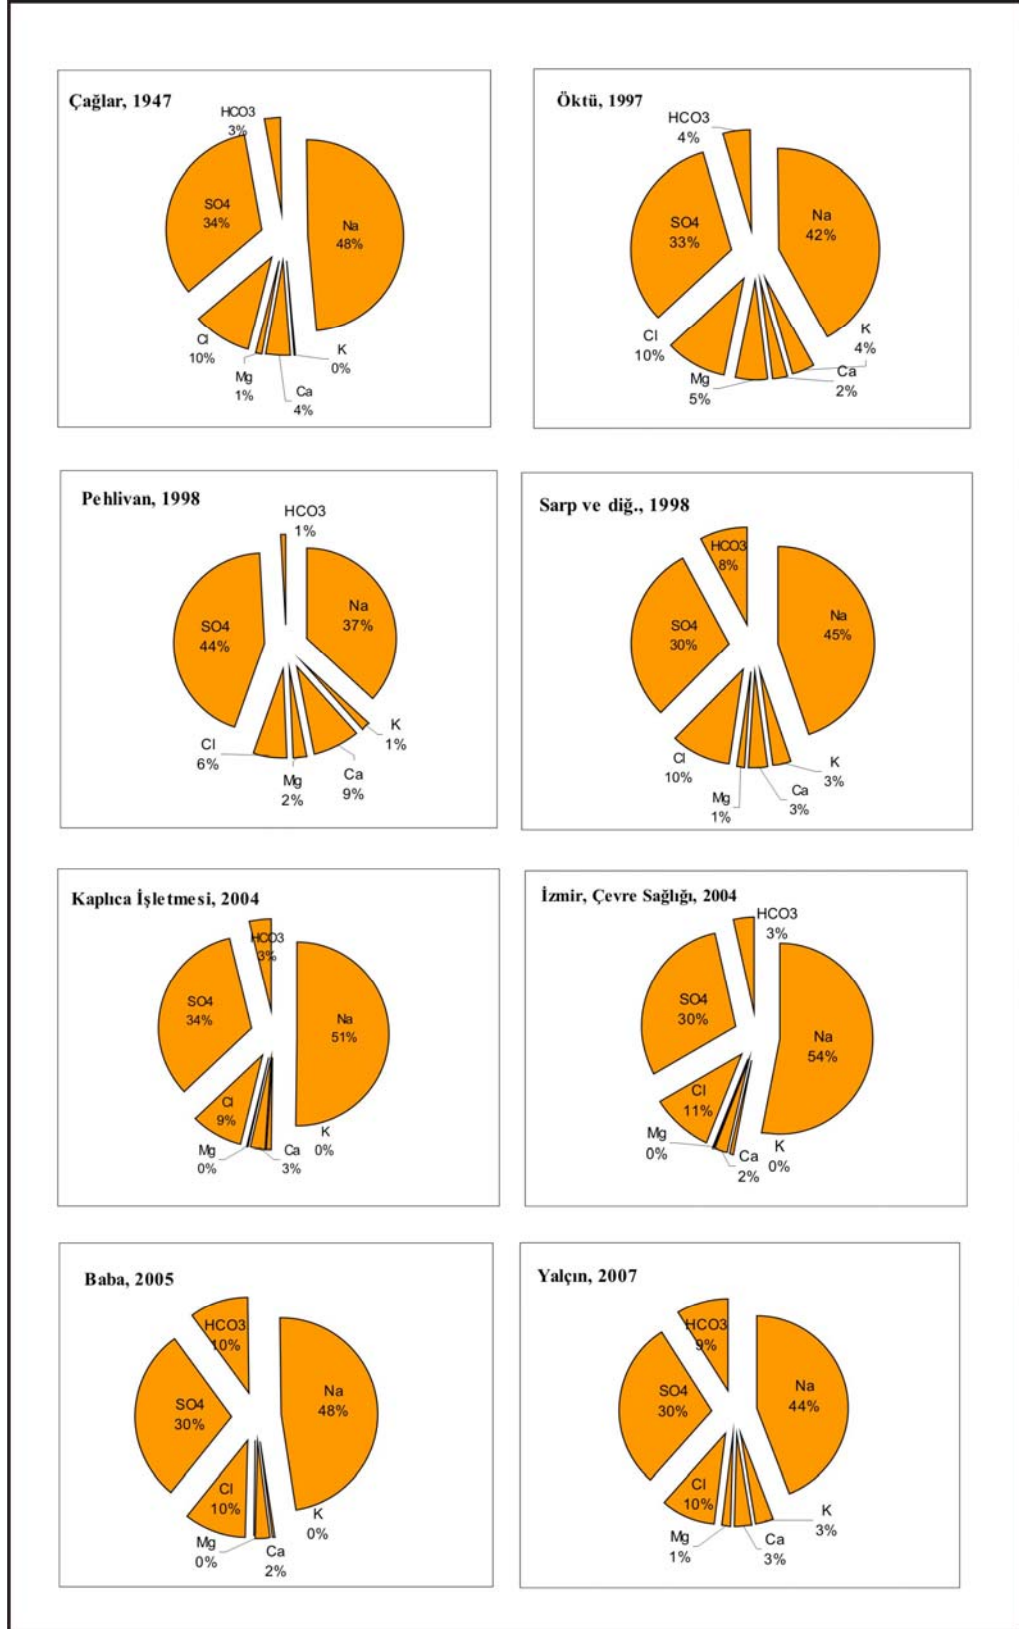 Çağlar, 1947
HCO3
3%
SO4
34%
Na
48%
Cl
10%
Mg
1%
Ca
4%
K
0%
Öktü, 1997
HCO3
4%
SO4
33%
Na
42%
Cl
10%
Mg
5%
Ca
2%
K
4%
Pehlivan, 1998
HCO3
1%
SO4
44%
Na
37%
Cl
6%
Mg
2%
Ca
9%
K
1%
Sarp ve diğ., 1998
HCO3
8%
SO4
30%
Na
45%
Cl
10%
Mg
1%
Ca
3%
K
3%
Kaplıca İşletmesi, 2004
HCO3
3%
SO4
34%
Na
51%
Cl
9%
Mg
0%
Ca
3%
K
0%
İzmir, Çevre Sağlığı, 2004
HCO3
3%
SO4
30%
Na
54%
Cl
11%
Mg
0%
Ca
2%
K
0%
Baba, 2005
HCO3
10%
SO4
30%
Na
48%
Cl
10%
Mg
0%
Ca
2%
K
0%
Yalçın, 2007
HCO3
9%
SO4
30%
Na
44%
Cl
10%
Mg
1%
Ca
3%
K
3%